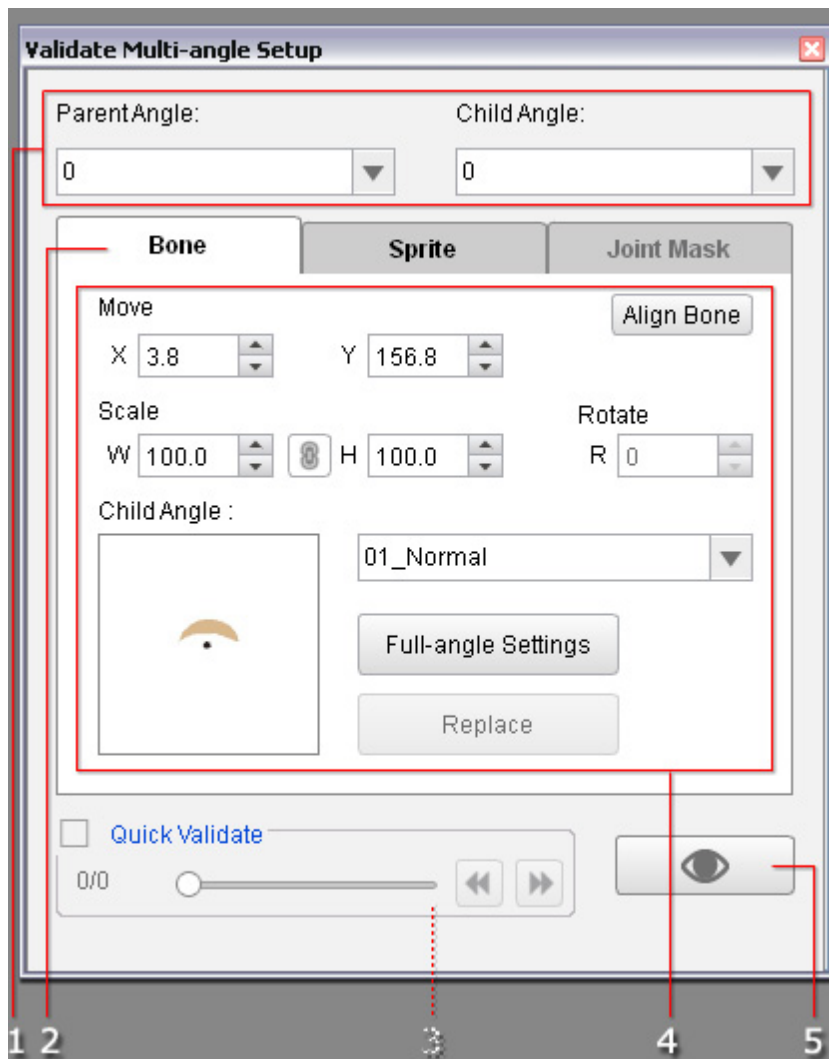 Validate Multi-angle Setup
Parent Angle:
Child Angle:
0
0
Bone
Sprite
Joint Mask
Move
Align Bone
X 3.8
Y 156.8
Scale
Rotate
W 100.0
H 100.0
R 0
Child Angle :
01_Normal
Full-angle Settings
Replace
Quick Validate
0/0
1 2 3 4 5